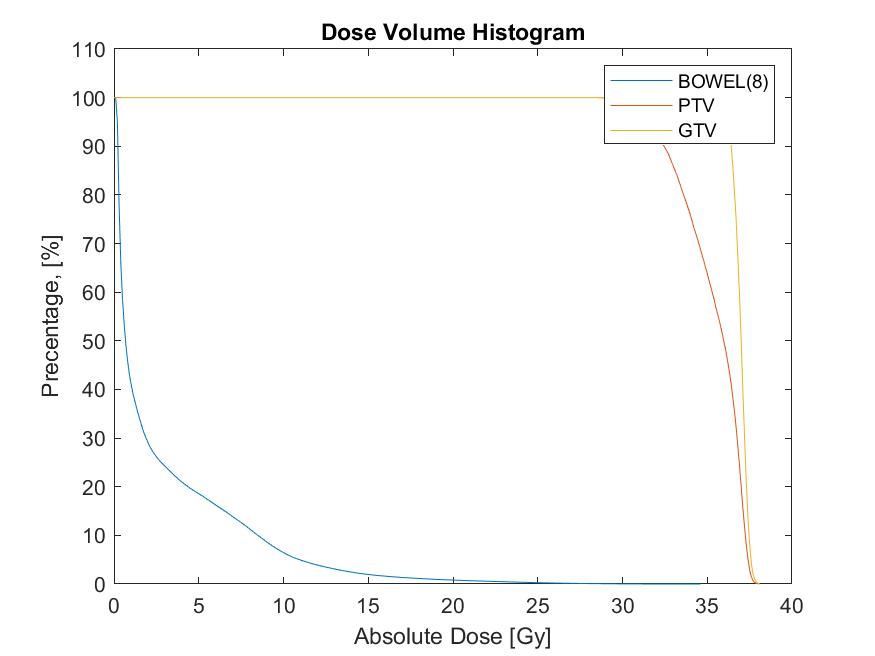 Dose Volume Histogram
110
100
90
80
70
60
50
40
30
20
10
0
Precentage, [%]
BOWEL(8)
PTV
GTV
0 5 10 15 20 25 30 35 40
Absolute Dose [Gy]